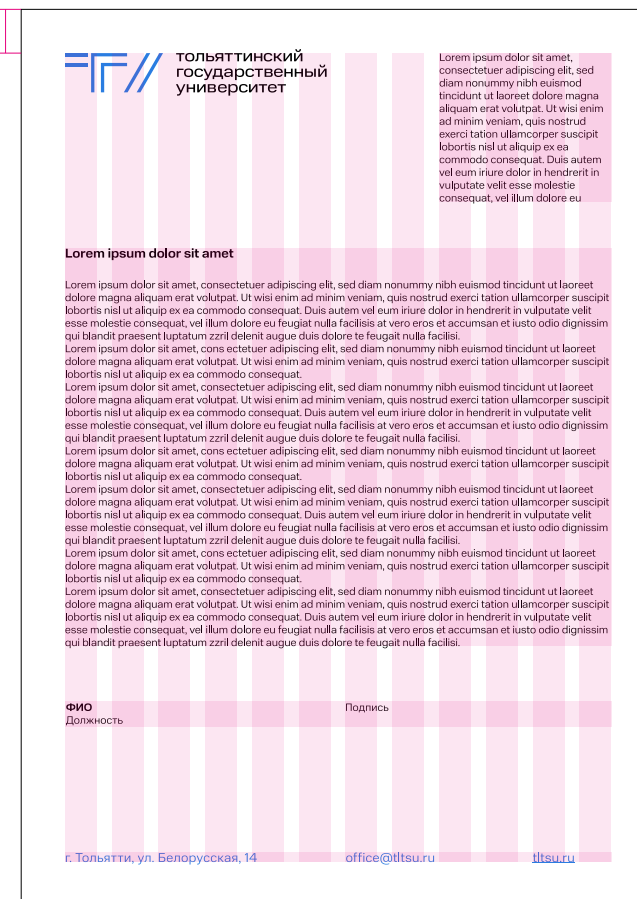 тольяттинский
государственный
университет
Lorem ipsum dolor sit amet,
consectetuer adipiscing elit, sed
diam nonummy nibh euismod
tincidunt ut laoreet dolore magna
aliquam erat volutpat. Ut wisi enim
ad minim veniam, quis nostrud
exerci tation ullamcorper suscipit
lobortis nisl ut aliquip ex ea
commodo consequat. Duis autem
vel eum iriure dolor in hendrerit in
vulputate velit esse molestie
consequat, vel illum dolore eu
Lorem ipsum dolor sit amet
Lorem ipsum dolor sit amet, consectetuer adipiscing elit, sed diam nonummy nibh euismod tincidunt ut laoreet
dolore magna aliquam erat volutpat. Ut wisi enim ad minim veniam, quis nostrud exerci tation ullamcorper suscipit
lobortis nisl ut aliquip ex ea commodo consequat. Duis autem vel eum iriure dolor in hendrerit in vulputate velit
esse molestie consequat, vel illum dolore eu feugiat nulla facilisis at vero eros et accumsan et iusto odio dignissim
qui blandit praesent luptatum zzril delenit augue duis dolore te feugait nulla facilisi.
Lorem ipsum dolor sit amet, cons ectetuer adipiscing elit, sed diam nonummy nibh euismod tincidunt ut laoreet
dolore magna aliquam erat volutpat. Ut wisi enim ad minim veniam, quis nostrud exerci tation ullamcorper suscipit
lobortis nisl ut aliquip ex ea commodo consequat.
Lorem ipsum dolor sit amet, consectetuer adipiscing elit, sed diam nonummy nibh euismod tincidunt ut laoreet
dolore magna aliquam erat volutpat. Ut wisi enim ad minim veniam, quis nostrud exerci tation ullamcorper suscipit
lobortis nisl ut aliquip ex ea commodo consequat. Duis autem vel eum iriure dolor in hendrerit in vulputate velit
esse molestie consequat, vel illum dolore eu feugiat nulla facilisis at vero eros et accumsan et iusto odio dignissim
qui blandit praesent luptatum zzril delenit augue duis dolore te feugait nulla facilisi.
Lorem ipsum dolor sit amet, cons ectetuer adipiscing elit, sed diam nonummy nibh euismod tincidunt ut laoreet
dolore magna aliquam erat volutpat. Ut wisi enim ad minim veniam, quis nostrud exerci tation ullamcorper suscipit
lobortis nisl ut aliquip ex ea commodo consequat.
Lorem ipsum dolor sit amet, consectetuer adipiscing elit, sed diam nonummy nibh euismod tincidunt ut laoreet
dolore magna aliquam erat volutpat. Ut wisi enim ad minim veniam, quis nostrud exerci tation ullamcorper suscipit
lobortis nisl ut aliquip ex ea commodo consequat. Duis autem vel eum iriure dolor in hendrerit in vulputate velit
esse molestie consequat, vel illum dolore eu feugiat nulla facilisis at vero eros et accumsan et iusto odio dignissim
qui blandit praesent luptatum zzril delenit augue duis dolore te feugait nulla facilisi.
Lorem ipsum dolor sit amet, cons ectetuer adipiscing elit, sed diam nonummy nibh euismod tincidunt ut laoreet
dolore magna aliquam erat volutpat. Ut wisi enim ad minim veniam, quis nostrud exerci tation ullamcorper suscipit
lobortis nisl ut aliquip ex ea commodo consequat.
Lorem ipsum dolor sit amet, consectetuer adipiscing elit, sed diam nonummy nibh euismod tincidunt ut laoreet
dolore magna aliquam erat volutpat. Ut wisi enim ad minim veniam, quis nostrud exerci tation ullamcorper suscipit
lobortis nisl ut aliquip ex ea commodo consequat. Duis autem vel eum iriure dolor in hendrerit in vulputate velit
esse molestie consequat, vel illum dolore eu feugiat nulla facilisis at vero eros et accumsan et iusto odio dignissim
qui blandit praesent luptatum zzril delenit augue duis dolore te feugait nulla facilisi.
ФИО Подпись
Должность
г. Тольятти, ул. Белорусская, 14 office@tltsu.ru tltsu.ru